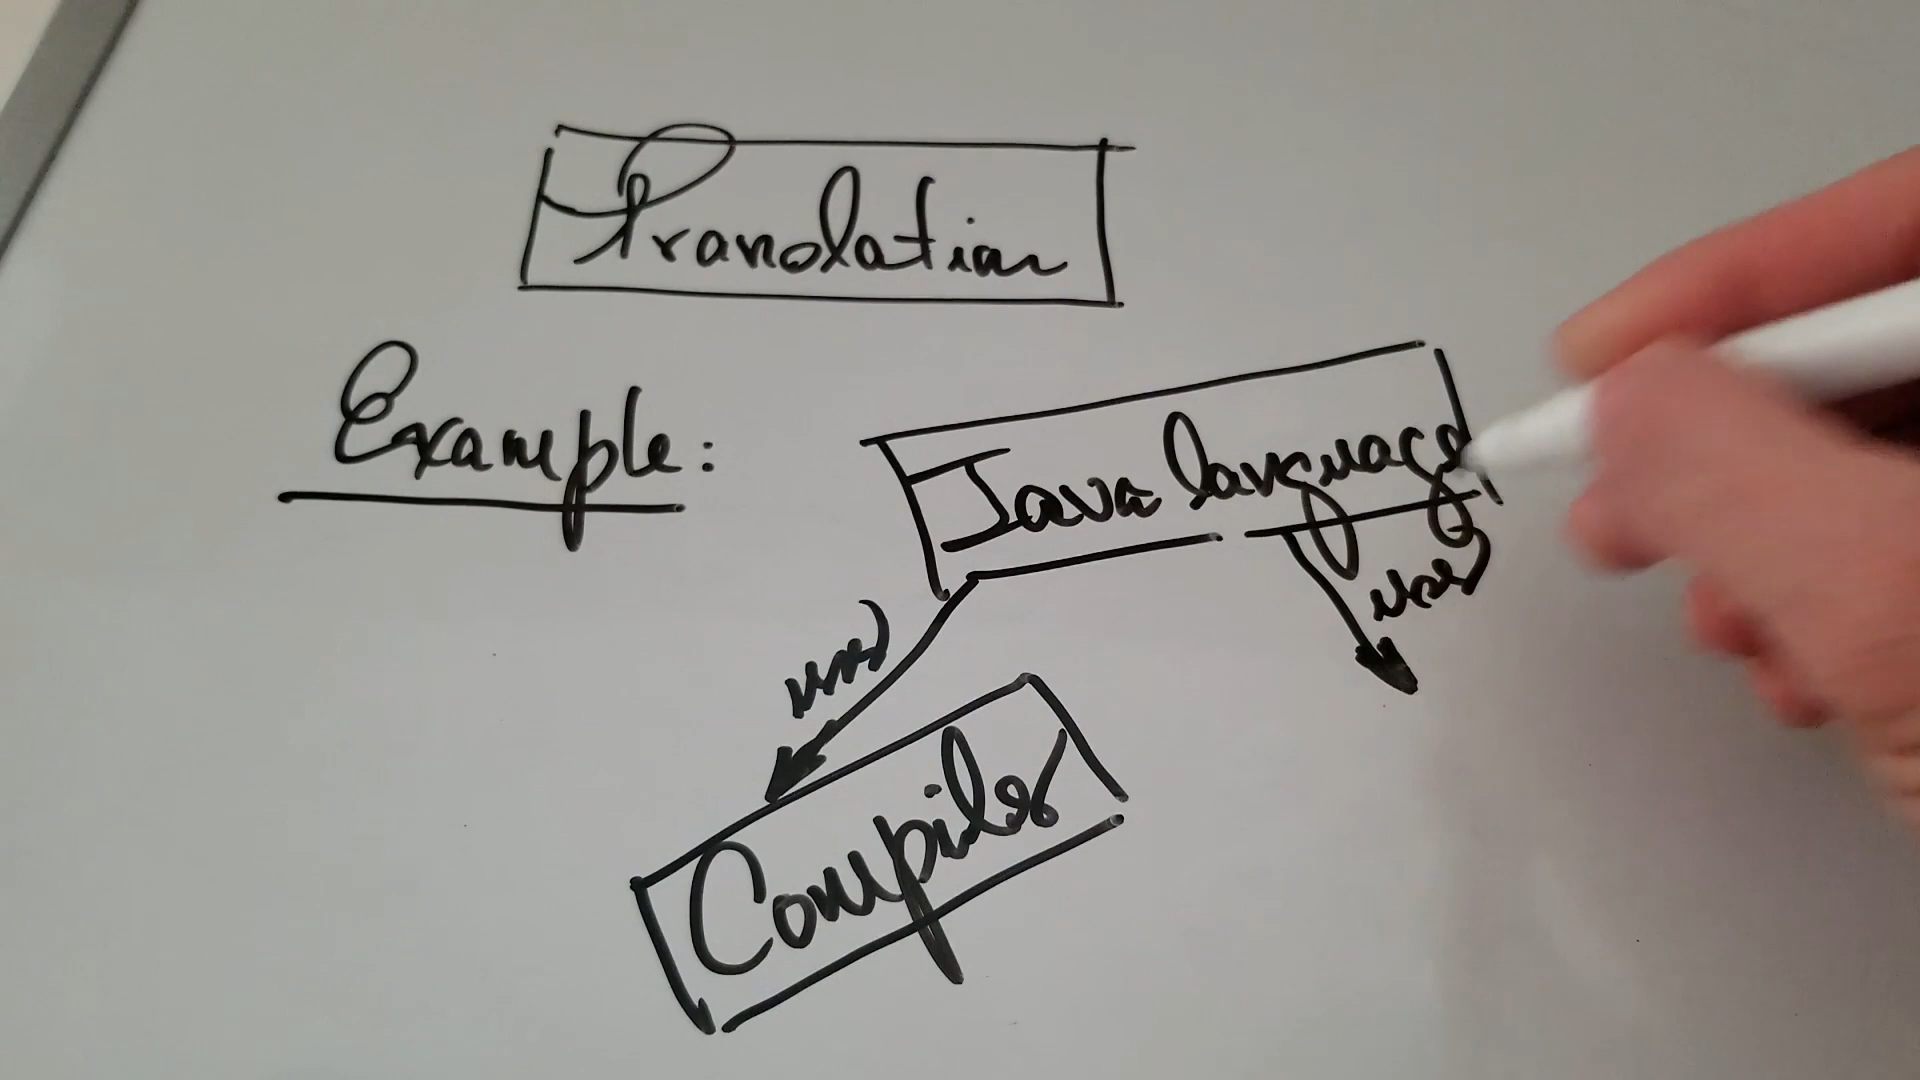 Translation
Example:
Java language
uses
uses
Compiler